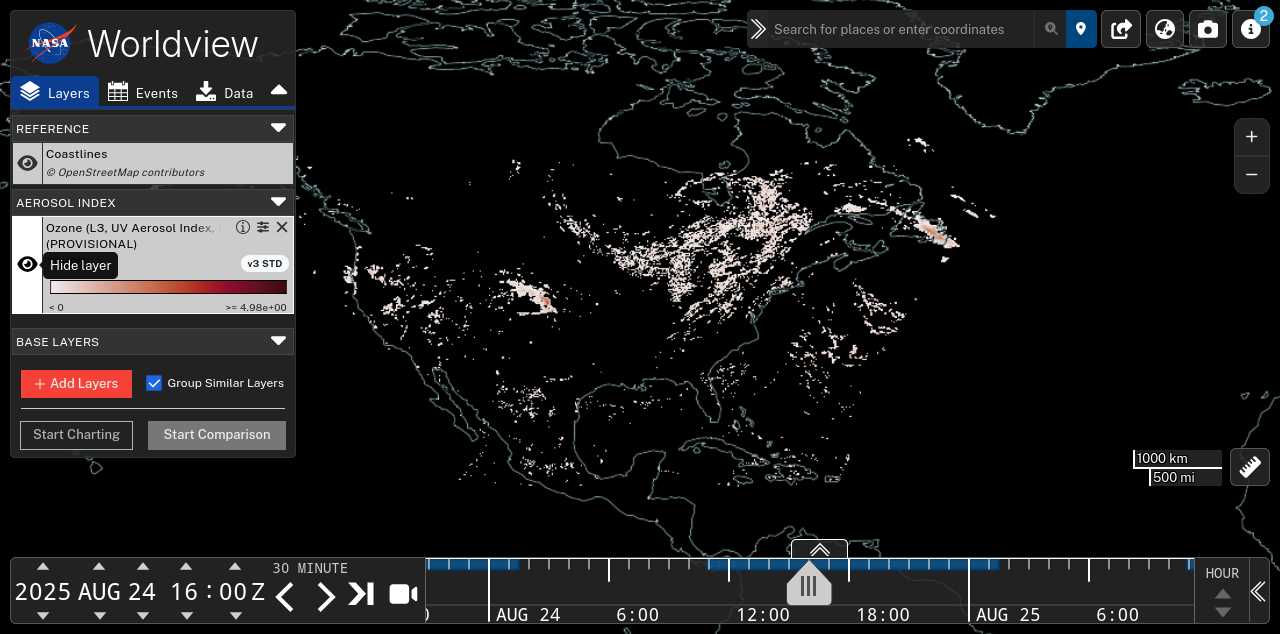 NASA Worldview
Search for places or enter coordinates
2
Layers
Events
Data
REFERENCE
Coastlines
© OpenStreetMap contributors
AEROSOL INDEX
Ozone (L3, UV Aerosol Index,
(PROVISIONAL)
Hide layer
v3 STD
< 0
>= 4.98e+00
BASE LAYERS
+ Add Layers
Group Similar Layers
Start Charting
Start Comparison
+
−
1000 km
500 mi
2025 AUG 24 16:00 Z
30 MINUTE
AUG 24
6:00
12:00
18:00
AUG 25
6:00
HOUR